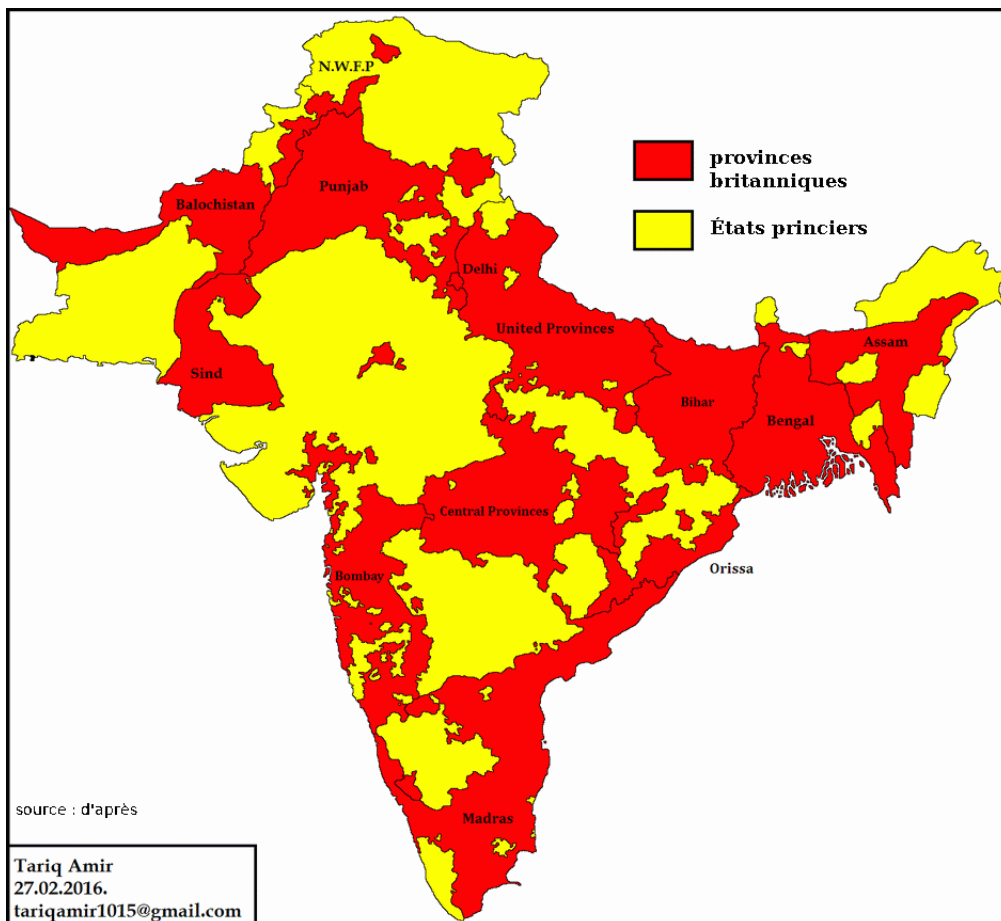 N.W.F.P
provinces
britanniques
Punjab
Balochistan
États princiers
Delhi
United Provinces
Assam
Sind
Bihar
Bengal
Central Provinces
Orissa
Bombay
source : d'après
Madras
Tariq Amir
27.02.2016.
tariqamir1015@gmail.com